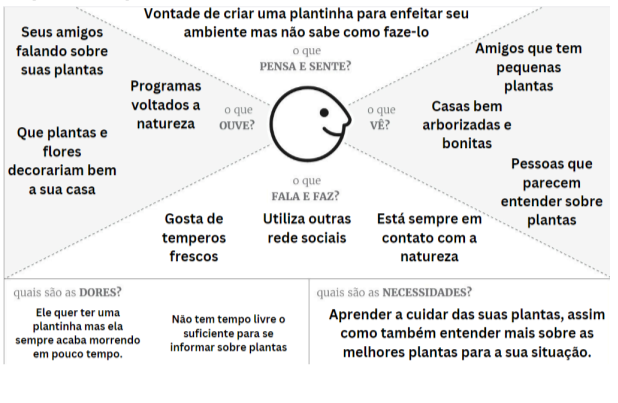 Vontade de criar uma plantinha para enfeitar seu
ambiente mas não sabe como faze-lo
o que
PENSA E SENTE?
Seus amigos
falando sobre
suas plantas
Programas
voltados a
natureza
Que plantas e
flores
decorariam bem
a sua casa
o que
OUVE?
o que
VÊ?
Amigos que tem
pequenas
plantas
Casas bem
arborizadas e
bonitas
Pessoas que
parecem
entender sobre
plantas
o que
FALA E FAZ?
Gosta de
temperos
frescos
Utiliza outras
rede sociais
Está sempre em
contato com a
natureza
quais são as DORES?
Ele quer ter uma
plantinha mas ela
sempre acaba morrendo
em pouco tempo.
Não tem tempo livre o
suficiente para se
informar sobre plantas
quais são as NECESSIDADES?
Aprender a cuidar das suas plantas, assim
como também entender mais sobre as
melhores plantas para a sua situação.